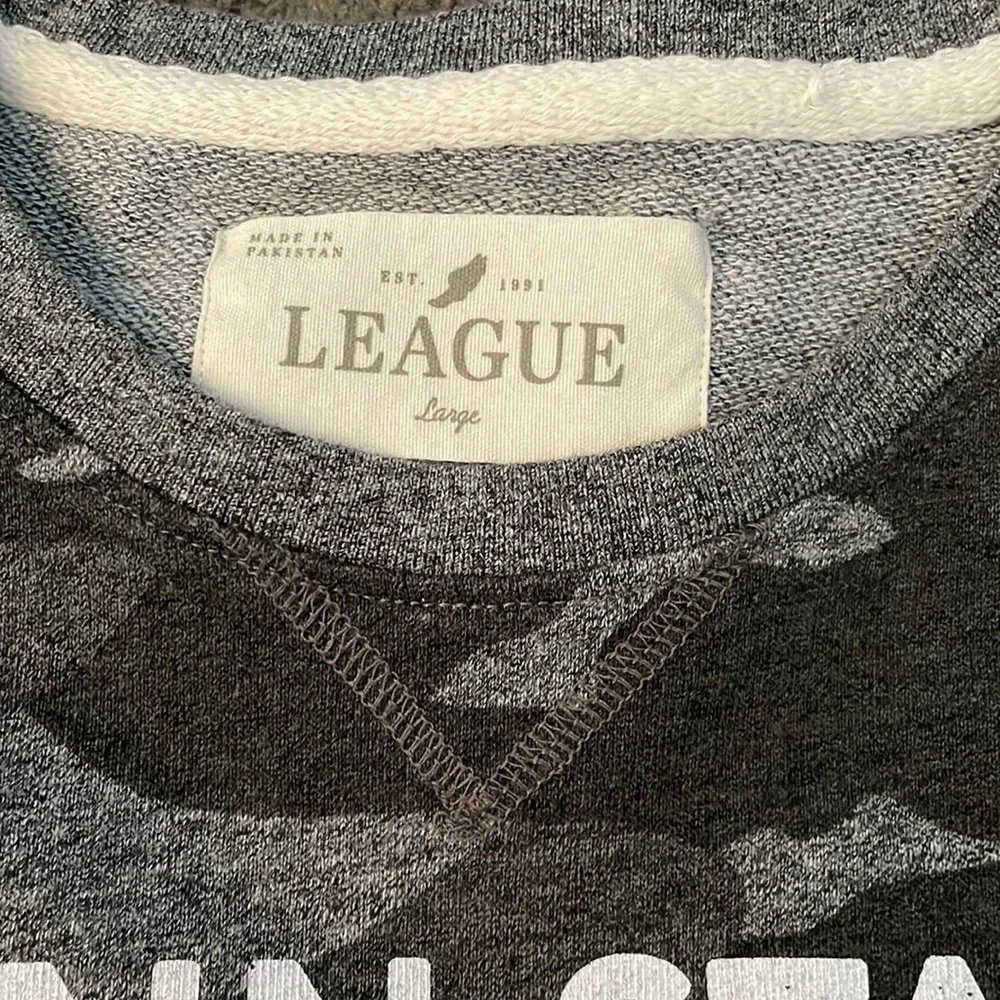 MADE IN
PAKISTAN
EST. 1991
LEAGUE
Large